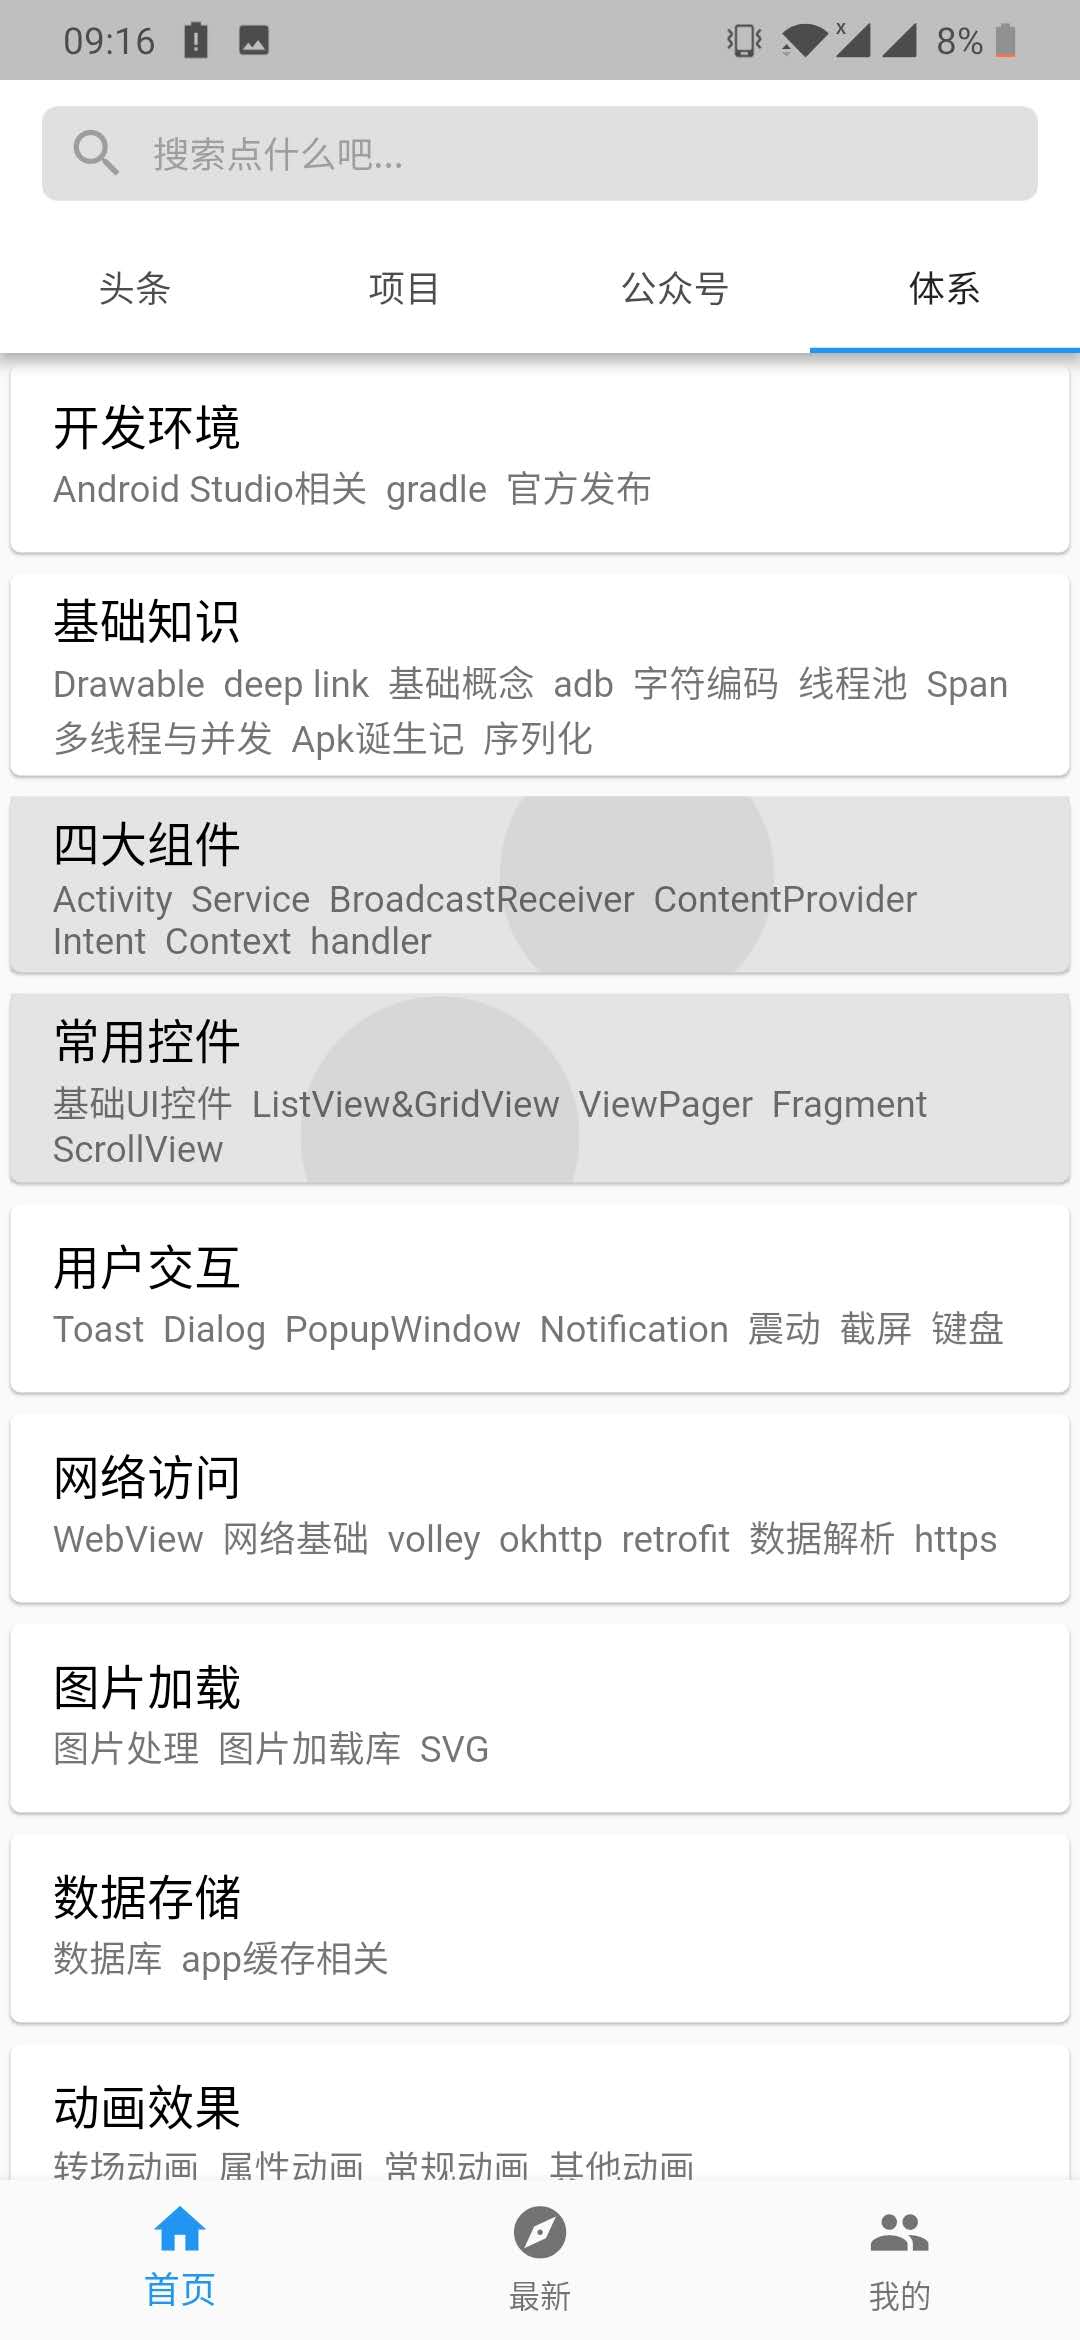 09:16
8%
搜索点什么吧...
头条 项目 公众号 体系
开发环境
Android Studio相关 gradle 官方发布
基础知识
Drawable deep link 基础概念 adb 字符编码 线程池 Span
多线程与并发 Apk诞生记 序列化
四大组件
Activity Service BroadcastReceiver ContentProvider
Intent Context handler
常用控件
基础UI控件 ListView&GridView ViewPager Fragment
ScrollView
用户交互
Toast Dialog PopupWindow Notification 震动 截屏 键盘
网络访问
WebView 网络基础 volley okhttp retrofit 数据解析 https
图片加载
图片处理 图片加载库 SVG
数据存储
数据库 app缓存相关
动画效果
转场动画 属性动画 常规动画 其他动画
首页 最新 我的